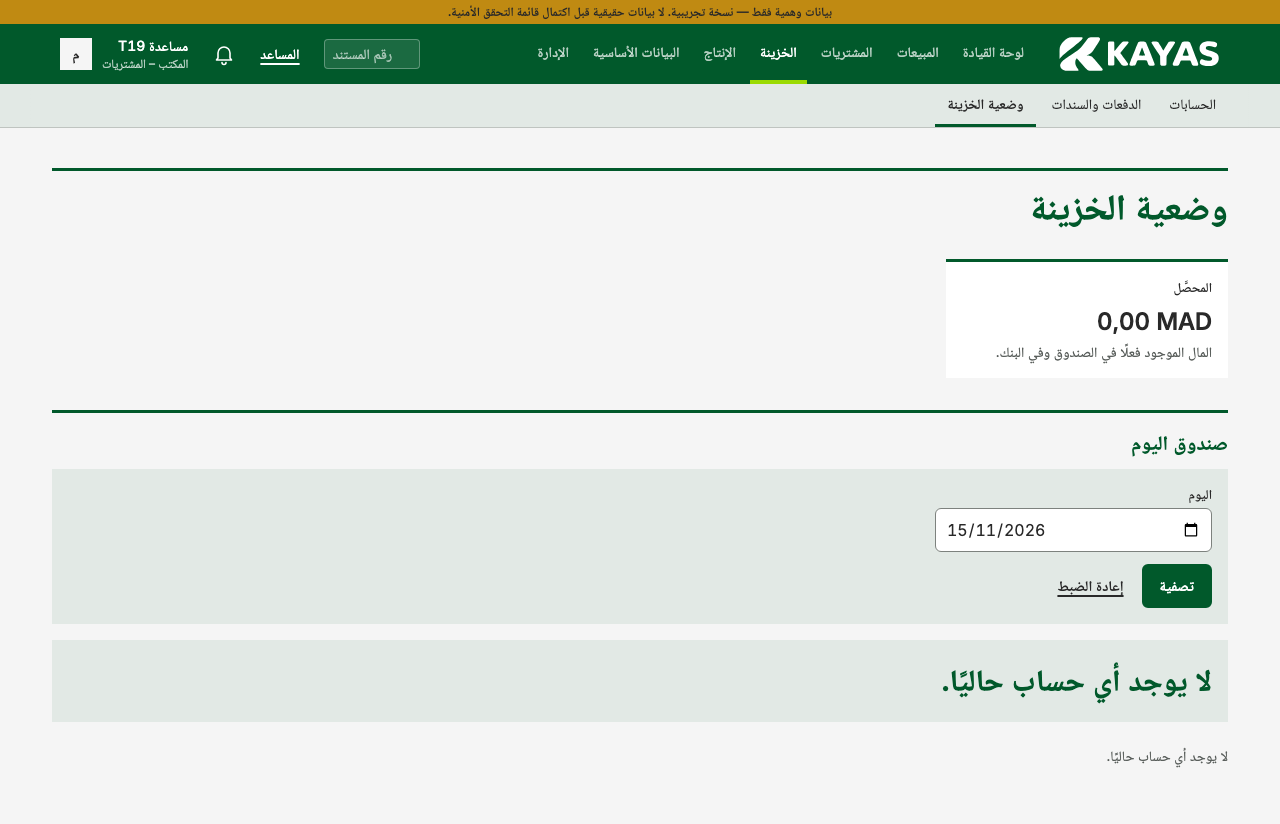 بيانات وهمية فقط — نسخة تجريبية. لا بيانات حقيقية قبل اكتمال قائمة التحقق الأمنية.
KAYAS
لوحة القيادة
المبيعات
المشتريات
الخزينة
الإنتاج
البيانات الأساسية
الإدارة
رقم المستند
المساعد
مساعدة T19
المكتب – المشتريات
م
الحسابات
الدفعات والسندات
وضعية الخزينة
وضعية الخزينة
المحصَّل
0,00 MAD
المال الموجود فعلًا في الصندوق وفي البنك.
صندوق اليوم
اليوم
15/11/2026
تصفية
إعادة الضبط
لا يوجد أي حساب حاليًا.
لا يوجد أي حساب حاليًا.